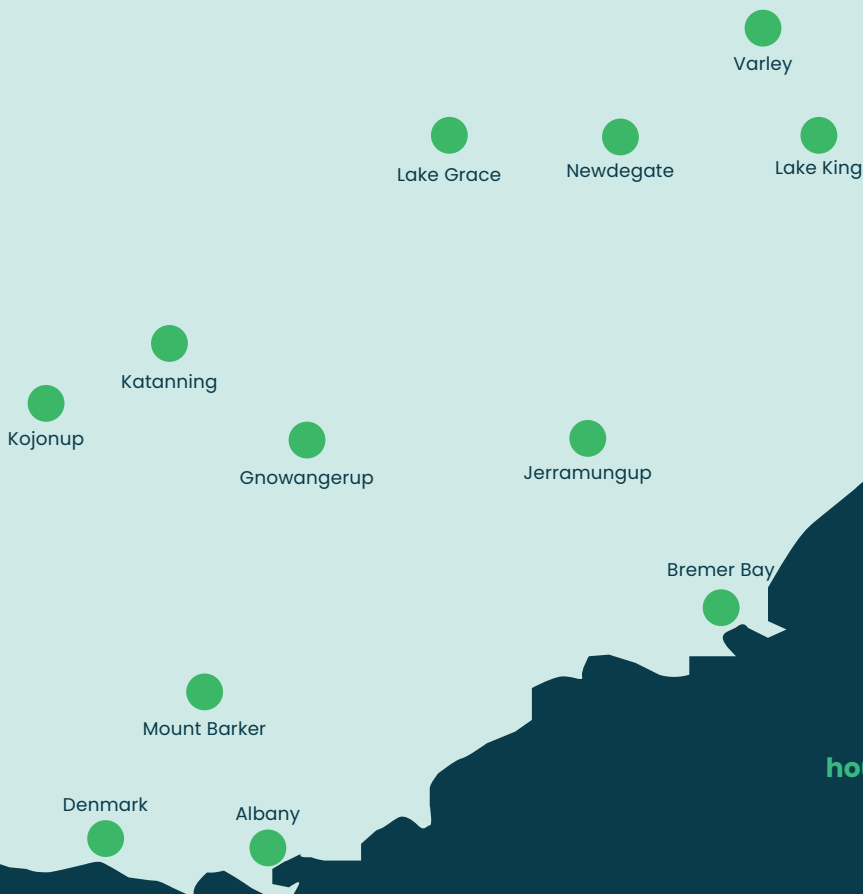 Varley
Lake Grace
Newdegate
Lake King
Katanning
Kojonup
Gnowangerup
Jerramungup
Bremer Bay
Mount Barker
Denmark
Albany